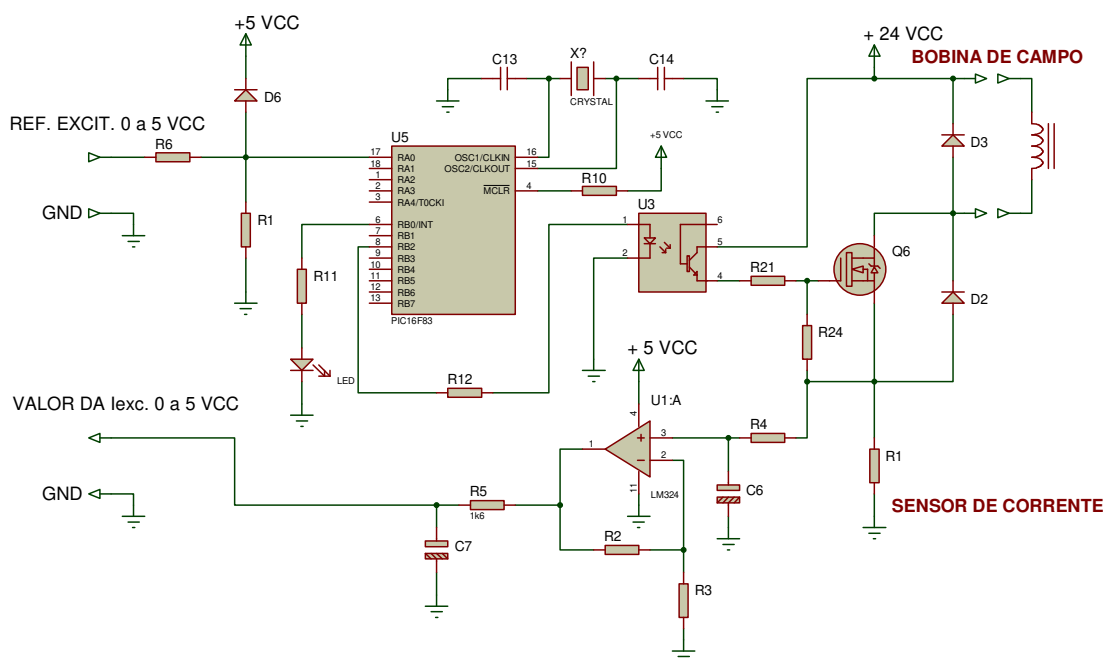 +5 VCC
D6
REF. EXCIT. 0 a 5 VCC
R6
GND
R1
C13
X?
CRYSTAL
C14
U5
17 RA0
18 RA1
1 RA2
2 RA3
3 RA4/T0CKI
6 RB0/INT
7 RB1
8 RB2
9 RB3
10 RB4
11 RB5
12 RB6
13 RB7
OSC1/CLKIN 16
OSC2/CLKOUT 15
MCLR 4
PIC16F83
R10
+5 VCC
R11
LED
R12
U3
1
2
6
5
4
+ 24 VCC
BOBINA DE CAMPO
D3
Q6
D2
R21
R24
R1
SENSOR DE CORRENTE
+ 5 VCC
U1:A
4
3
2
1
11
LM324
R4
C6
R2
R3
R5
1k6
C7
VALOR DA Iexc. 0 a 5 VCC
GND